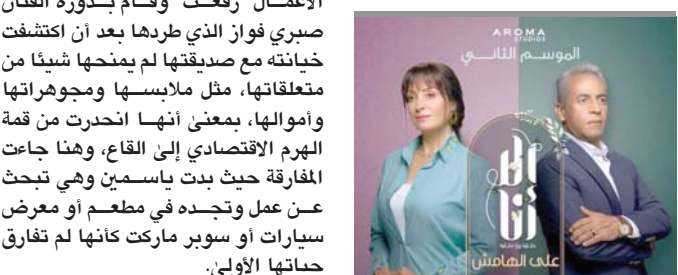 الأعمال "رفعت" وقام بدوره الفنان
صبري فواز الذي طردها بعد أن اكتشفت
خيانته مع صديقتها لم يمنحها شيئا من
متعلقاتها، مثل ملابسها ومجوهراتها
وأموالها، بمعنى أنها انحدرت من قمة
الهرم الاقتصادي إلى القاع، وهنا جاءت
المفارقة حيث بدت ياسمين وهي تبحث
عن عمل وتجده في مطعم أو معرض
سيارات أو سوبر ماركت كأنها لم تفارق
حياتها الأولى.
AROMA
STUDIOS
الموسم الثاني
إلا
أنا
على الهامش